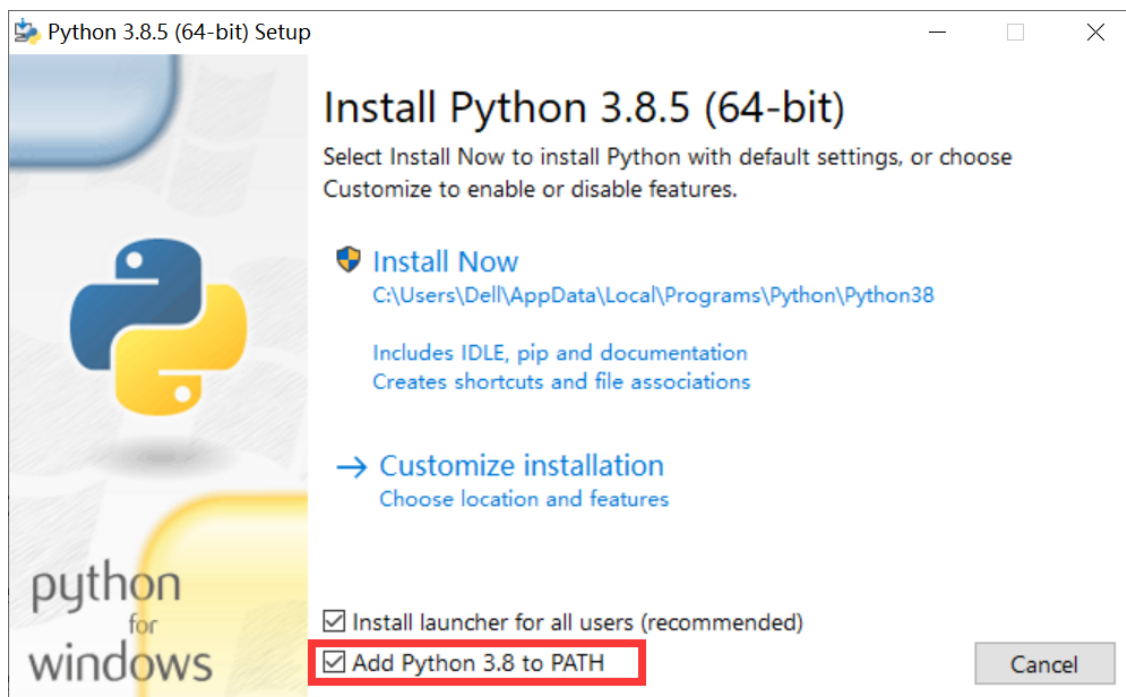 Python 3.8.5 (64-bit) Setup
Install Python 3.8.5 (64-bit)
Select Install Now to install Python with default settings, or choose
Customize to enable or disable features.
Install Now
C:\Users\Dell\AppData\Local\Programs\Python\Python38
Includes IDLE, pip and documentation
Creates shortcuts and file associations
Customize installation
Choose location and features
python
for
windows
Install launcher for all users (recommended)
Add Python 3.8 to PATH
Cancel